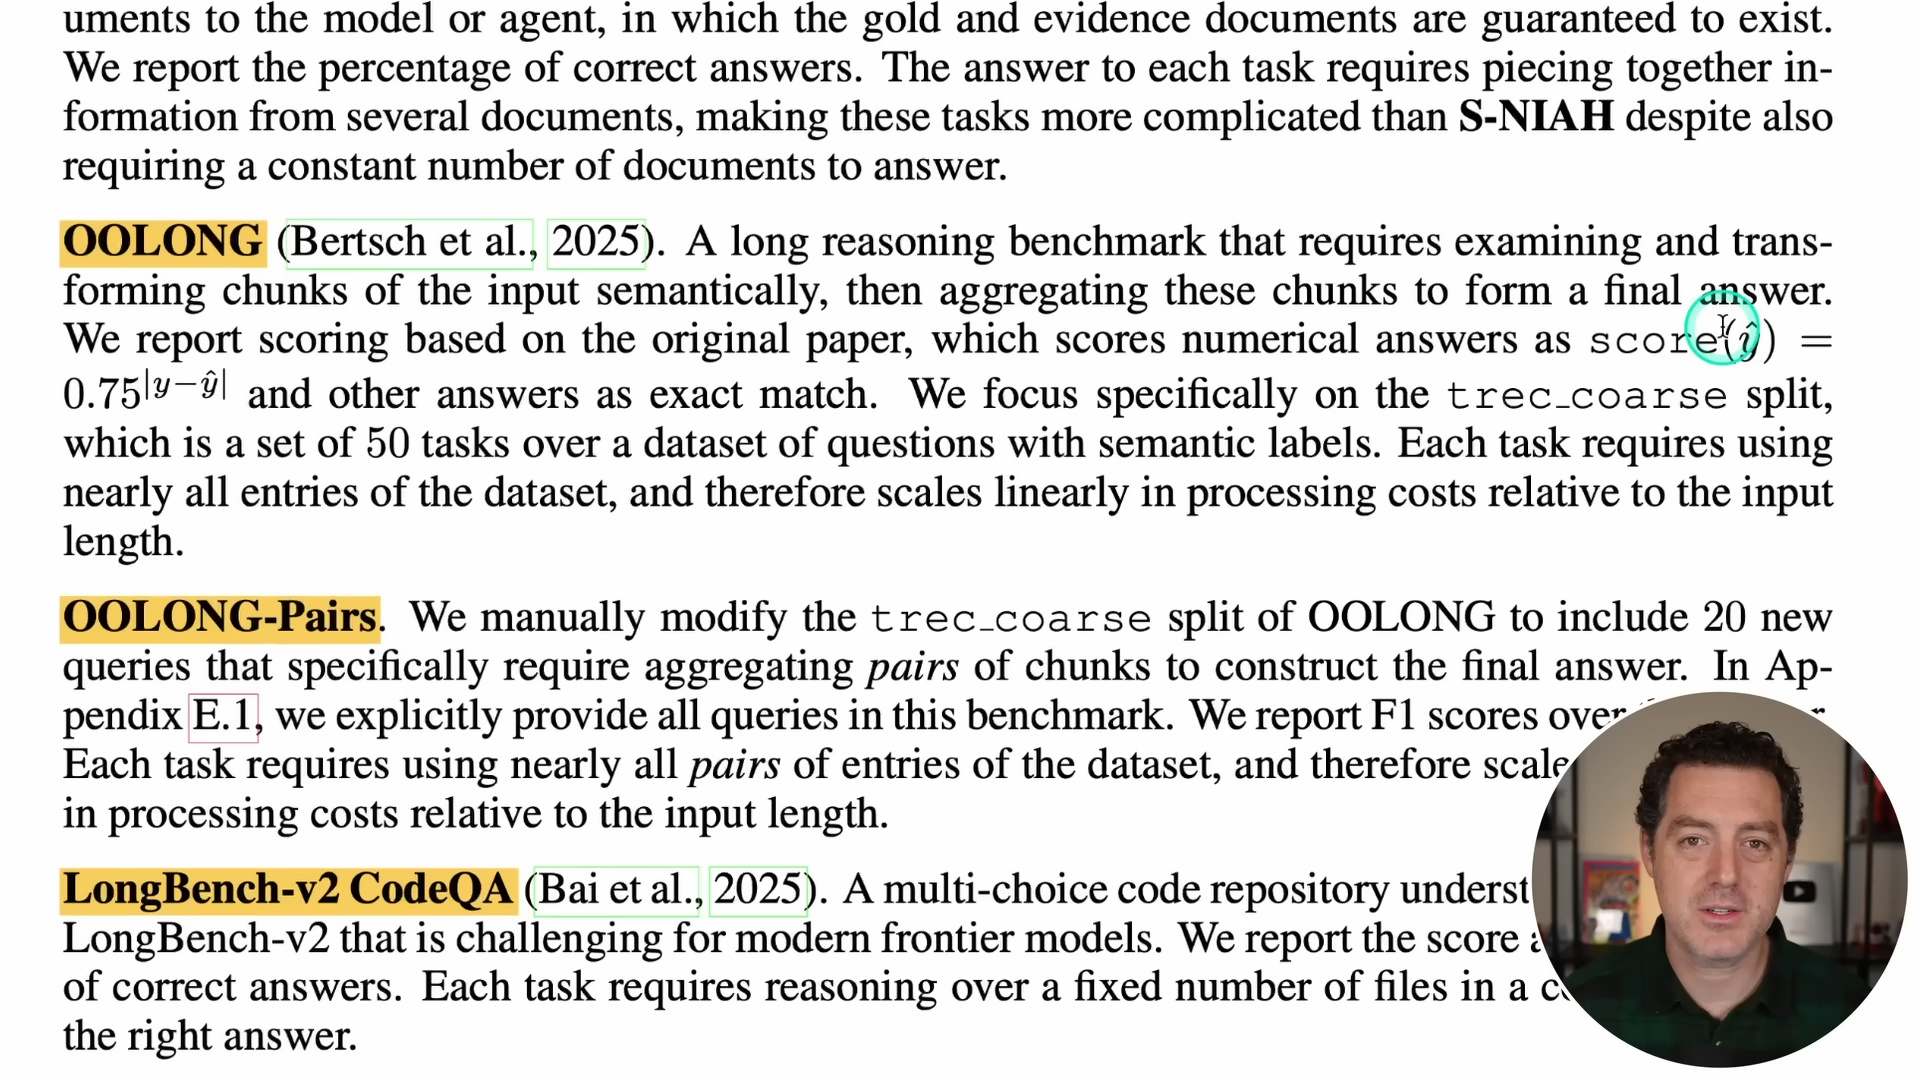 uments to the model or agent, in which the gold and evidence documents are guaranteed to exist.
We report the percentage of correct answers. The answer to each task requires piecing together in-
formation from several documents, making these tasks more complicated than S-NIAH despite also
requiring a constant number of documents to answer.
OOLONG (Bertsch et al., 2025). A long reasoning benchmark that requires examining and trans-
forming chunks of the input semantically, then aggregating these chunks to form a final answer.
We report scoring based on the original paper, which scores numerical answers as score(ŷ) =
0.75^|y−ŷ| and other answers as exact match. We focus specifically on the trec_coarse split,
which is a set of 50 tasks over a dataset of questions with semantic labels. Each task requires using
nearly all entries of the dataset, and therefore scales linearly in processing costs relative to the input
length.
OOLONG-Pairs. We manually modify the trec_coarse split of OOLONG to include 20 new
queries that specifically require aggregating pairs of chunks to construct the final answer. In Ap-
pendix E.1, we explicitly provide all queries in this benchmark. We report F1 scores over
Each task requires using nearly all pairs of entries of the dataset, and therefore scale
in processing costs relative to the input length.
LongBench-v2 CodeQA (Bai et al., 2025). A multi-choice code repository underst
LongBench-v2 that is challenging for modern frontier models. We report the score
of correct answers. Each task requires reasoning over a fixed number of files in a
the right answer.